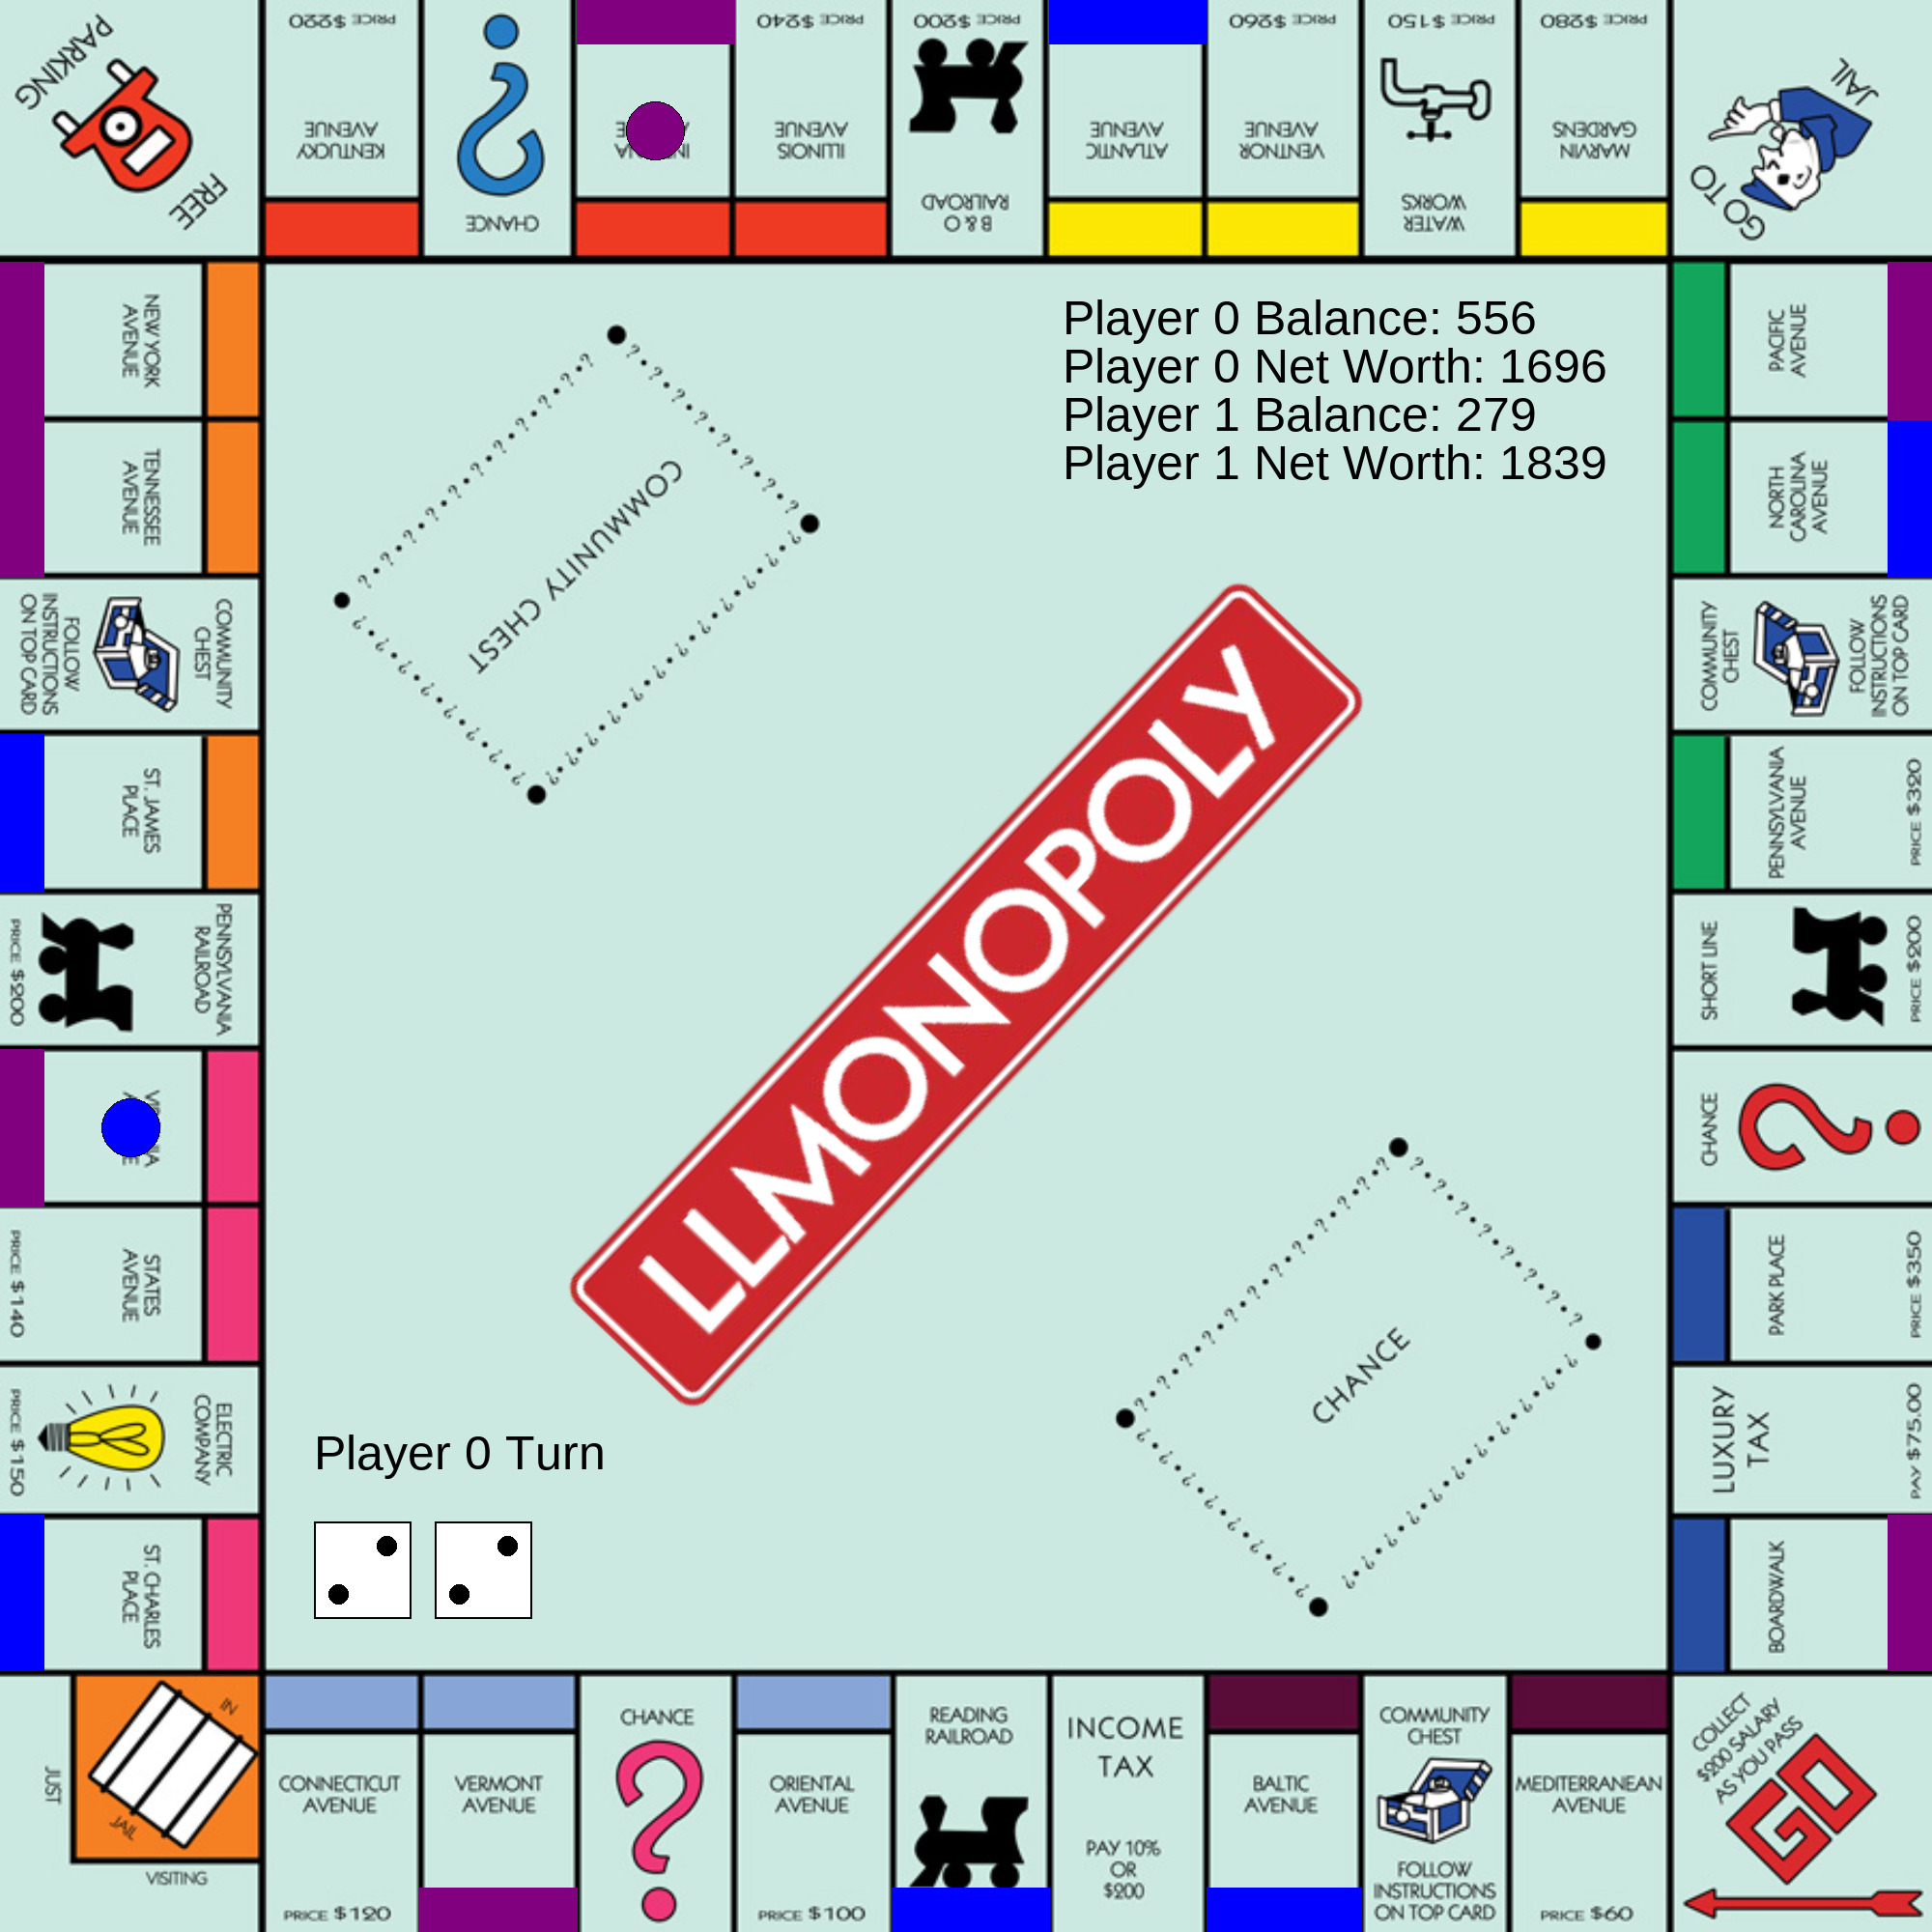 FREE
PARKING
PRICE $220
KENTUCKY
AVENUE
CHANCE
PRICE $240
ILLINOIS
AVENUE
PRICE $200
B & O
RAILROAD
ATLANTIC
AVENUE
PRICE $260
VENTNOR
AVENUE
PRICE $150
WATER
WORKS
PRICE $280
MARVIN
GARDENS
GO TO
JAIL
NEW YORK
AVENUE
TENNESSEE
AVENUE
COMMUNITY
CHEST
FOLLOW
INSTRUCTIONS
ON TOP CARD
ST. JAMES
PLACE
PENNSYLVANIA
RAILROAD
PRICE $200
STATES
AVENUE
PRICE $140
ELECTRIC
COMPANY
PRICE $150
ST. CHARLES
PLACE
Player 0 Balance: 556
Player 0 Net Worth: 1696
Player 1 Balance: 279
Player 1 Net Worth: 1839
COMMUNITY CHEST
LLMONOPOLY
CHANCE
Player 0 Turn
PACIFIC
AVENUE
NORTH
CAROLINA
AVENUE
COMMUNITY
CHEST
FOLLOW
INSTRUCTIONS
ON TOP CARD
PENNSYLVANIA
AVENUE
PRICE $320
SHORT LINE
PRICE $200
CHANCE
PARK PLACE
PRICE $350
LUXURY
TAX
PAY $75.00
BOARDWALK
IN
JAIL
JUST
VISITING
CONNECTICUT
AVENUE
PRICE $120
VERMONT
AVENUE
CHANCE
ORIENTAL
AVENUE
PRICE $100
READING
RAILROAD
INCOME
TAX
PAY 10%
OR
$200
BALTIC
AVENUE
COMMUNITY
CHEST
FOLLOW
INSTRUCTIONS
ON TOP CARD
MEDITERRANEAN
AVENUE
PRICE $60
COLLECT
$200 SALARY
AS YOU PASS
GO